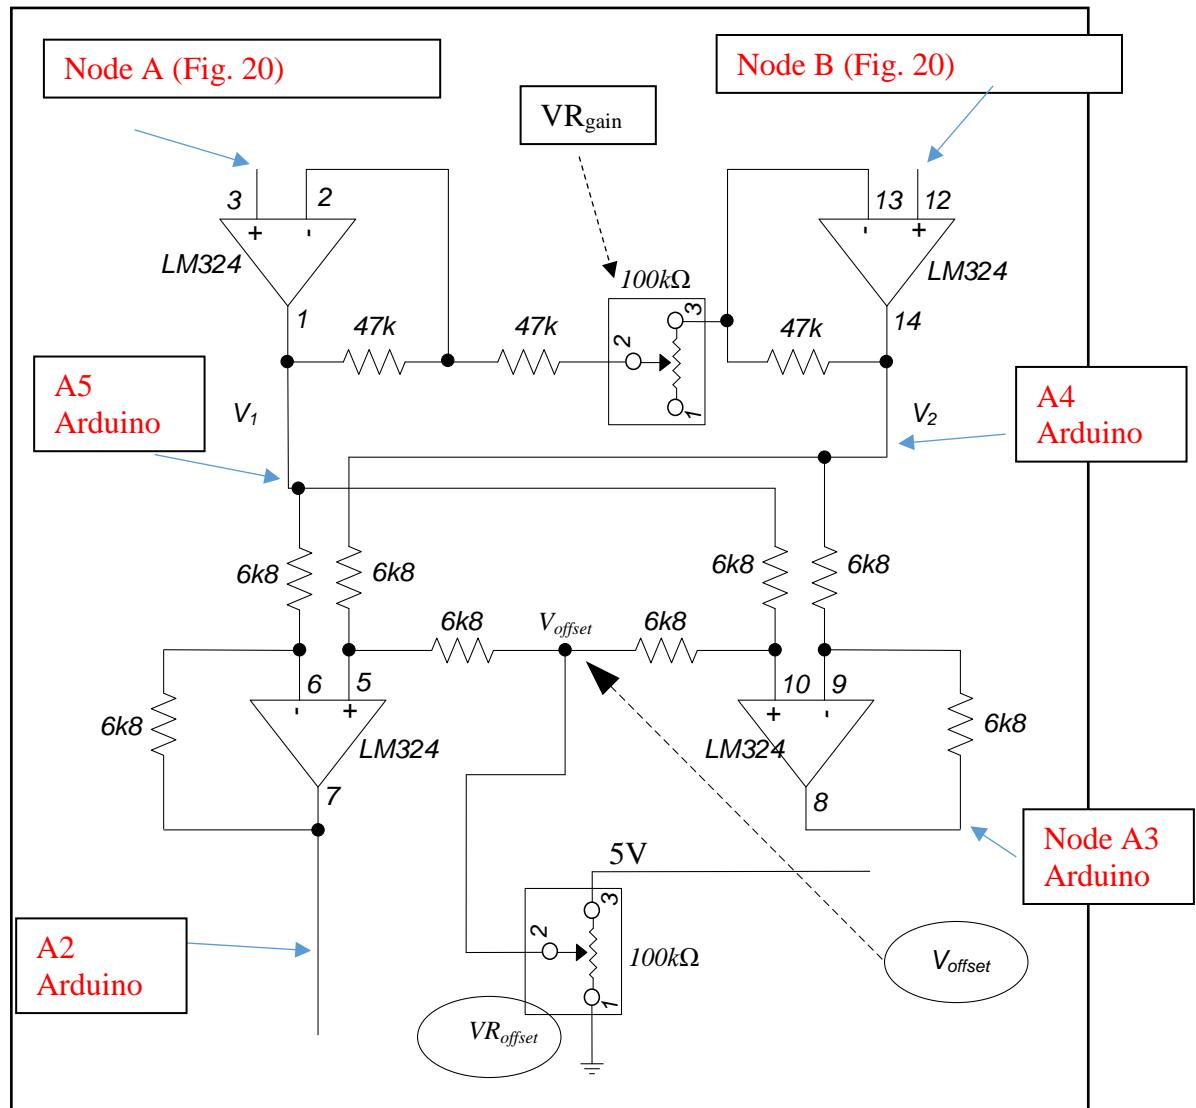 Node A (Fig. 20)
Node B (Fig. 20)
VRgain
3
2
13
12
+
-
-
+
LM324
LM324
100kΩ
1
47k
47k
2
3
1
47k
14
A5
Arduino
V1
V2
A4
Arduino
6k8
6k8
6k8
6k8
6k8
Voffset
6k8
6
5
10
9
-
+
+
-
6k8
LM324
LM324
6k8
7
8
5V
Node A3
Arduino
A2
Arduino
2
3
1
100kΩ
Voffset
VRoffset